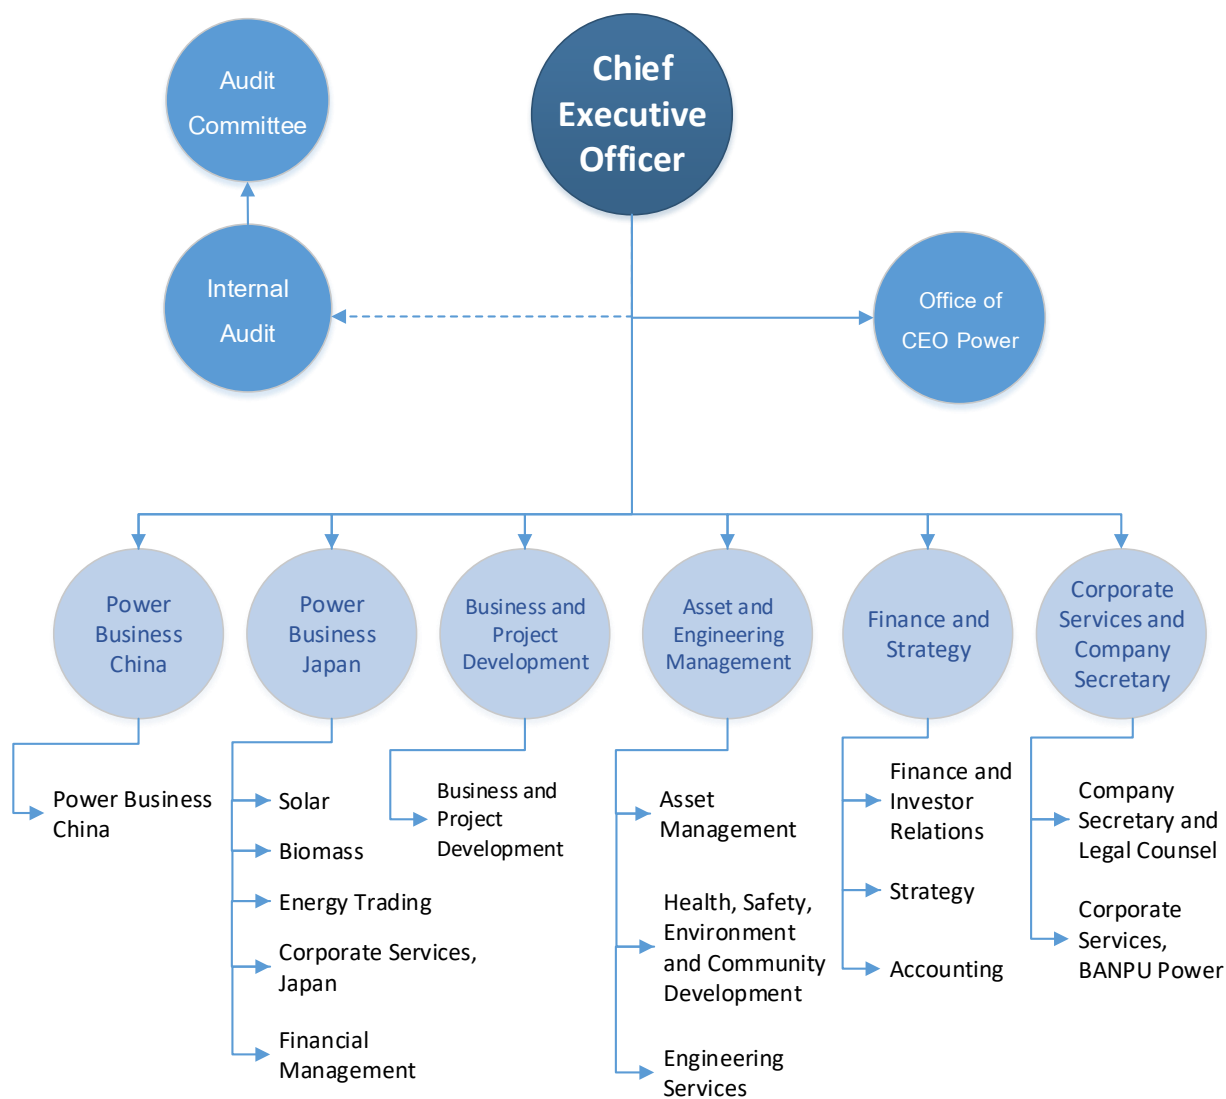 Chief
Executive
Officer
Audit
Committee
Internal
Audit
Office of
CEO Power
Power
Business
China
Power
Business
Japan
Business and
Project
Development
Asset and
Engineering
Management
Finance and
Strategy
Corporate
Services and
Company
Secretary
Power Business
China
Solar
Biomass
Energy Trading
Corporate Services,
Japan
Financial
Management
Business and
Project
Development
Asset
Management
Health, Safety,
Environment
and Community
Development
Engineering
Services
Finance and
Investor
Relations
Strategy
Accounting
Company
Secretary and
Legal Counsel
Corporate
Services,
BANPU Power